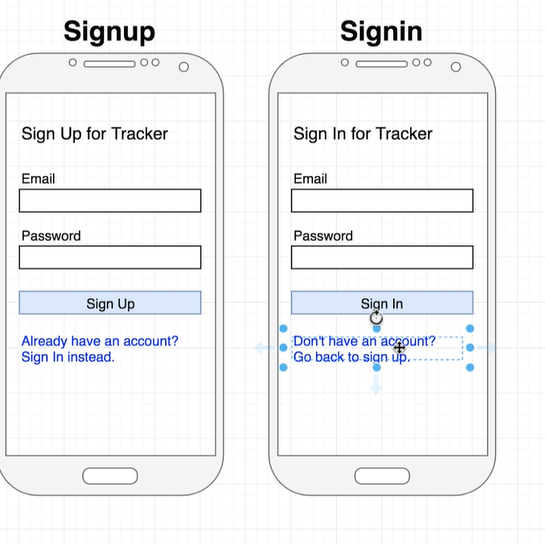 Signup
Sign Up for Tracker
Email
Password
Sign Up
Already have an account?
Sign In instead.
Signin
Sign In for Tracker
Email
Password
Sign In
Don't have an account?
Go back to sign up.